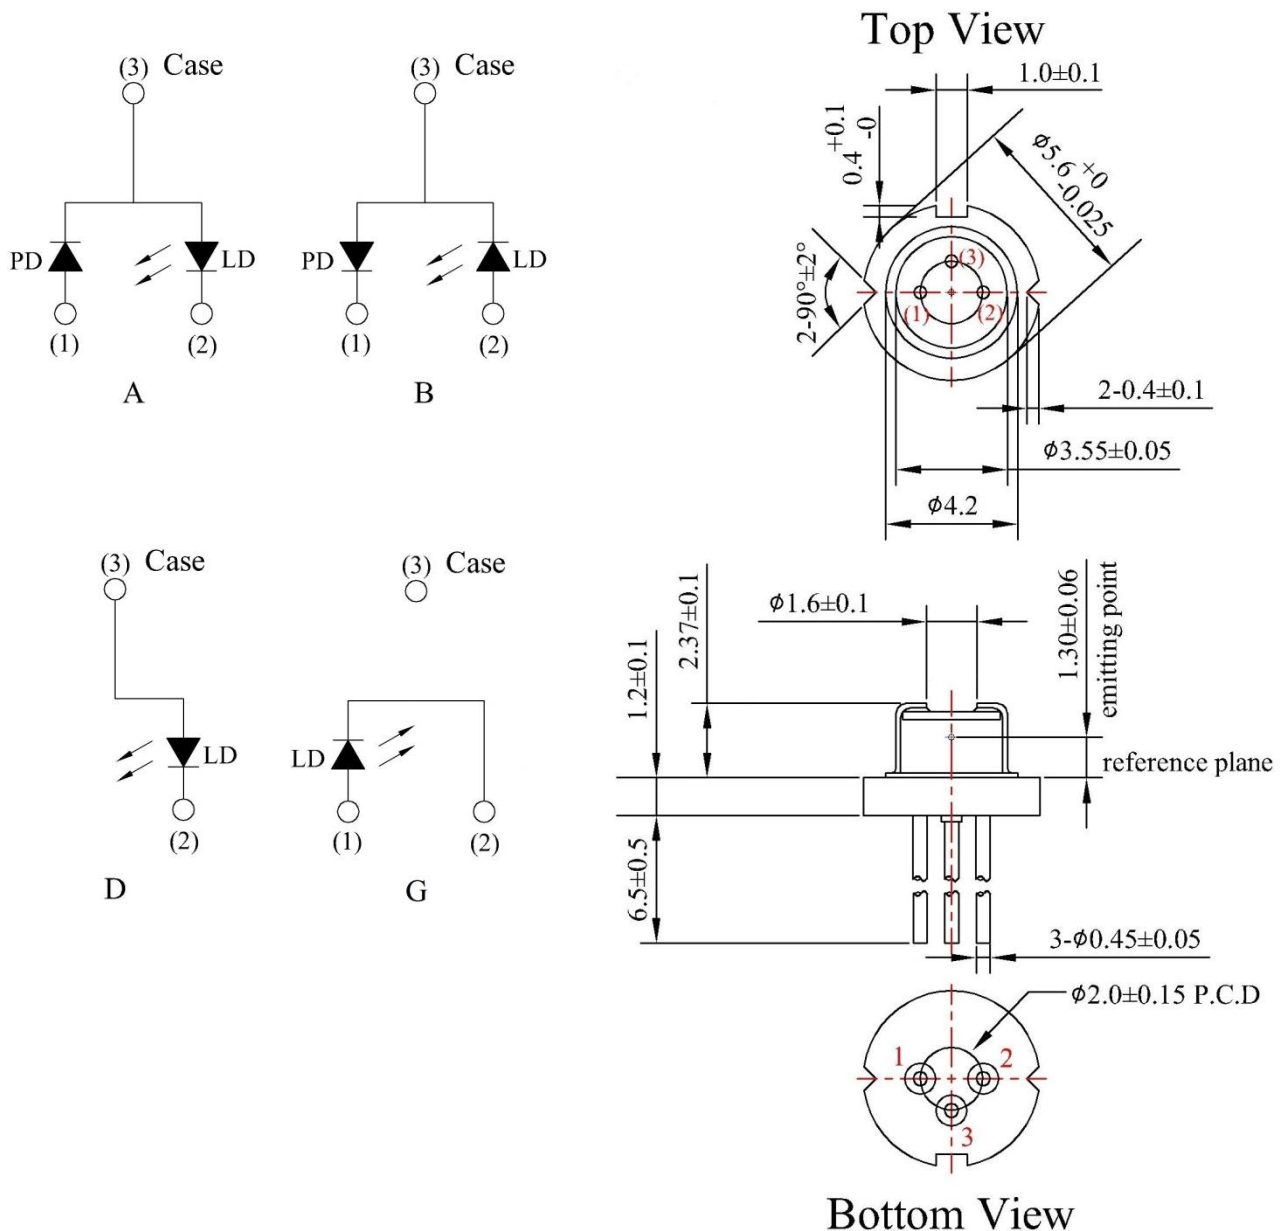 (3) Case
PD
LD
(1)
(2)
A
(3) Case
PD
LD
(1)
(2)
B
(3) Case
LD
(2)
D
(3) Case
LD
(1)
(2)
G
Top View
1.0±0.1
0.4 +0.1 -0
ϕ5.6 +0 -0.025
2-90°±2°
(3)
(1)
(2)
2-0.4±0.1
ϕ3.55±0.05
ϕ4.2
2.37±0.1
ϕ1.6±0.1
1.30±0.06
emitting point
1.2±0.1
reference plane
6.5±0.5
3-ϕ0.45±0.05
ϕ2.0±0.15 P.C.D
1
2
3
Bottom View